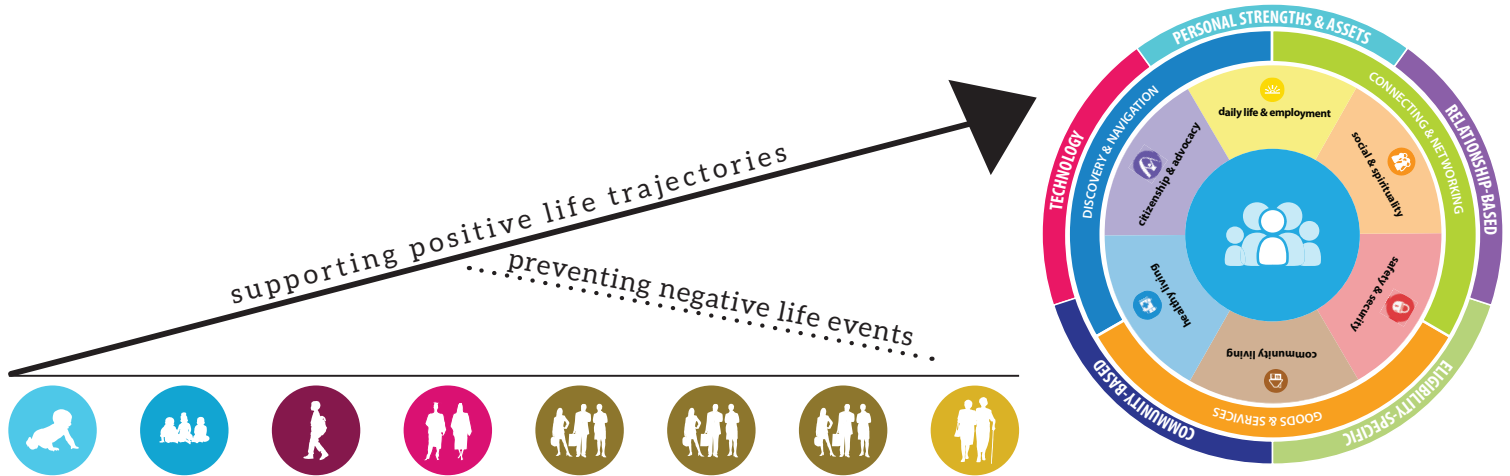 supporting positive life trajectories
preventing negative life events
PERSONAL STRENGTHS & ASSETS
RELATIONSHIP-BASED
ELIGIBILITY-SPECIFIC
COMMUNITY-BASED
TECHNOLOGY
DISCOVERY & NAVIGATION
CONNECTING & NETWORKING
GOODS & SERVICES
daily life & employment
social & spirituality
safety & security
community living
healthy living
citizenship & advocacy